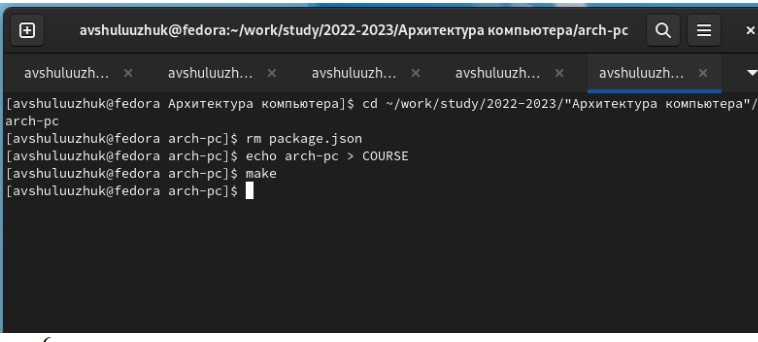 avshuluuzhuk@fedora:~/work/study/2022-2023/Архитектура компьютера/arch-pc
avshuluuzh... avshuluuzh... avshuluuzh... avshuluuzh... avshuluuzh...
[avshuluuzhuk@fedora Архитектура компьютера]$ cd ~/work/study/2022-2023/"Архитектура компьютера"/
arch-pc
[avshuluuzhuk@fedora arch-pc]$ rm package.json
[avshuluuzhuk@fedora arch-pc]$ echo arch-pc > COURSE
[avshuluuzhuk@fedora arch-pc]$ make
[avshuluuzhuk@fedora arch-pc]$